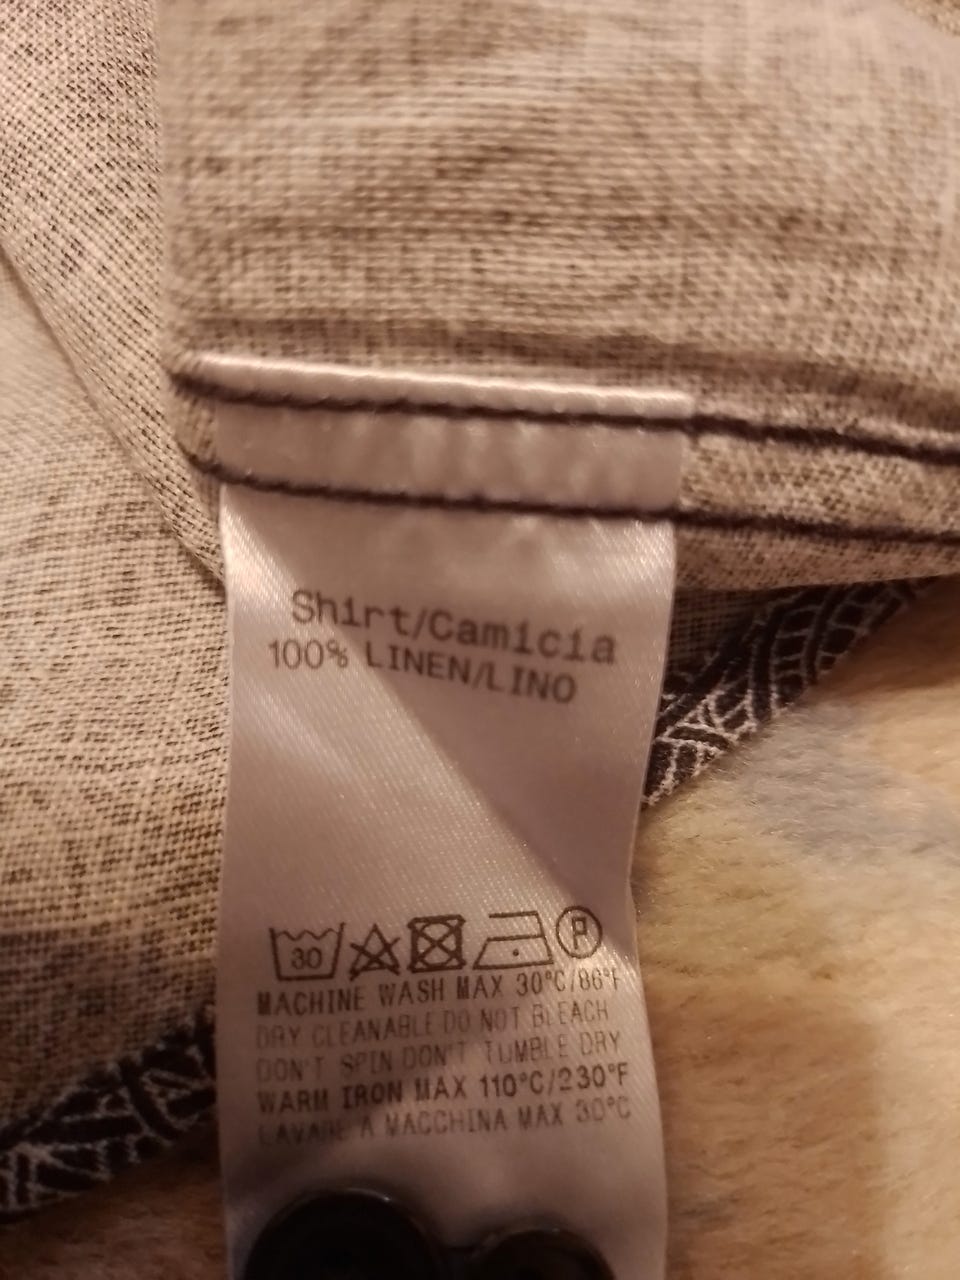 Shirt/Camicia
100% LINEN/LINO
30 P
MACHINE WASH MAX 30°C/86°F
DRY CLEANABLE DO NOT BLEACH
DON'T SPIN DON'T TUMBLE DRY
WARM IRON MAX 110°C/230°F
LAVARE A MACCHINA MAX 30°C